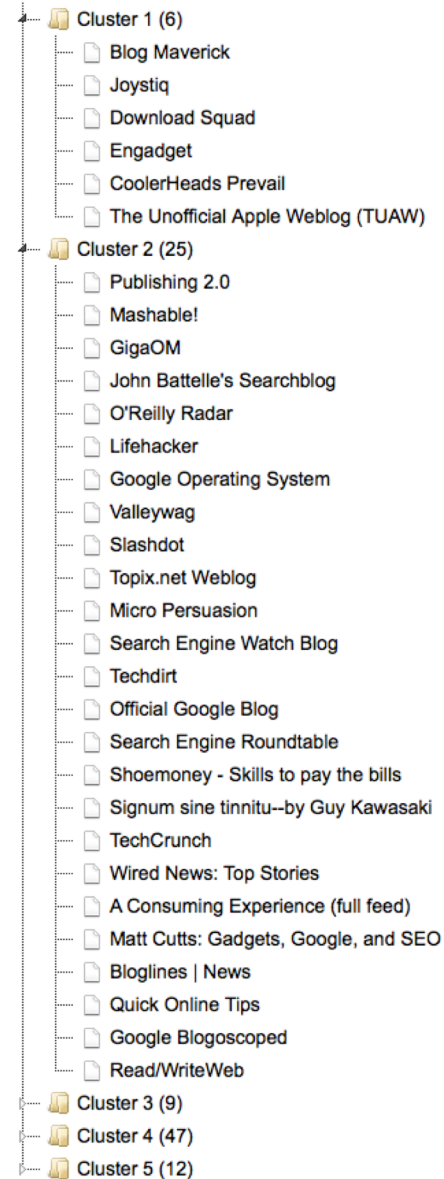 Cluster 1 (6)
Blog Maverick
Joystiq
Download Squad
Engadget
CoolerHeads Prevail
The Unofficial Apple Weblog (TUAW)
Cluster 2 (25)
Publishing 2.0
Mashable!
GigaOM
John Battelle's Searchblog
O'Reilly Radar
Lifehacker
Google Operating System
Valleywag
Slashdot
Topix.net Weblog
Micro Persuasion
Search Engine Watch Blog
Techdirt
Official Google Blog
Search Engine Roundtable
Shoemoney - Skills to pay the bills
Signum sine tinnitu--by Guy Kawasaki
TechCrunch
Wired News: Top Stories
A Consuming Experience (full feed)
Matt Cutts: Gadgets, Google, and SEO
Bloglines | News
Quick Online Tips
Google Blogoscoped
Read/WriteWeb
Cluster 3 (9)
Cluster 4 (47)
Cluster 5 (12)